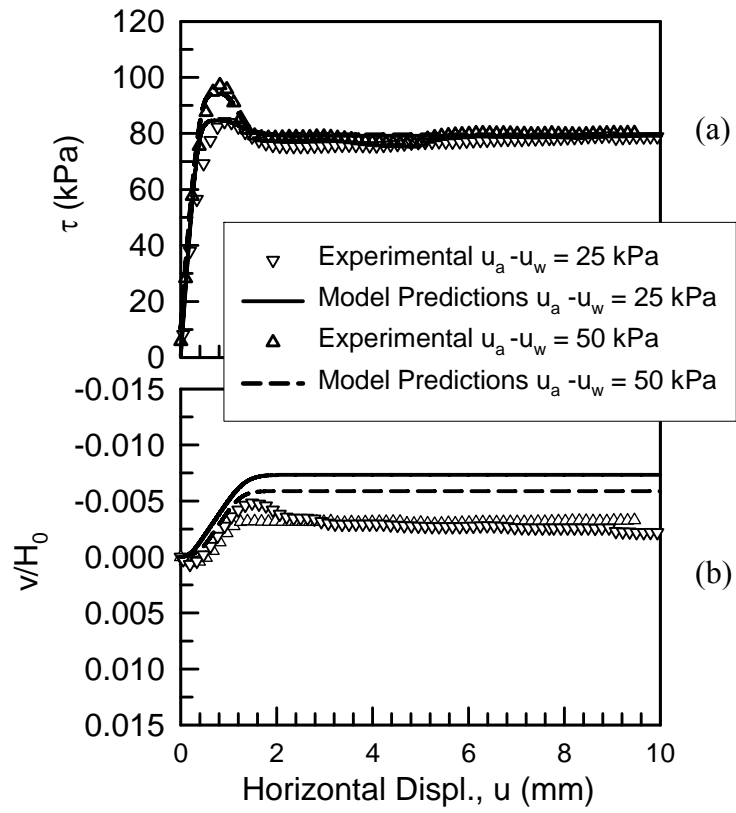 120
100
80
60
40
20
0
τ (kPa)
(a)
Experimental u_a -u_w = 25 kPa
Model Predictions u_a -u_w = 25 kPa
Experimental u_a -u_w = 50 kPa
Model Predictions u_a -u_w = 50 kPa
-0.015
-0.010
-0.005
0.000
0.005
0.010
0.015
v/H_0
(b)
0 2 4 6 8 10
Horizontal Displ., u (mm)